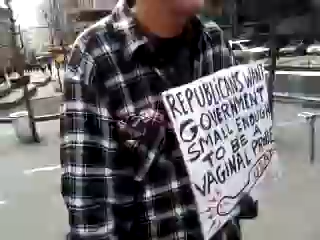 REPUBLICANS WANT
GOVERNMENT
SMALL ENOUGH
TO BE A
VAGINAL PROBE